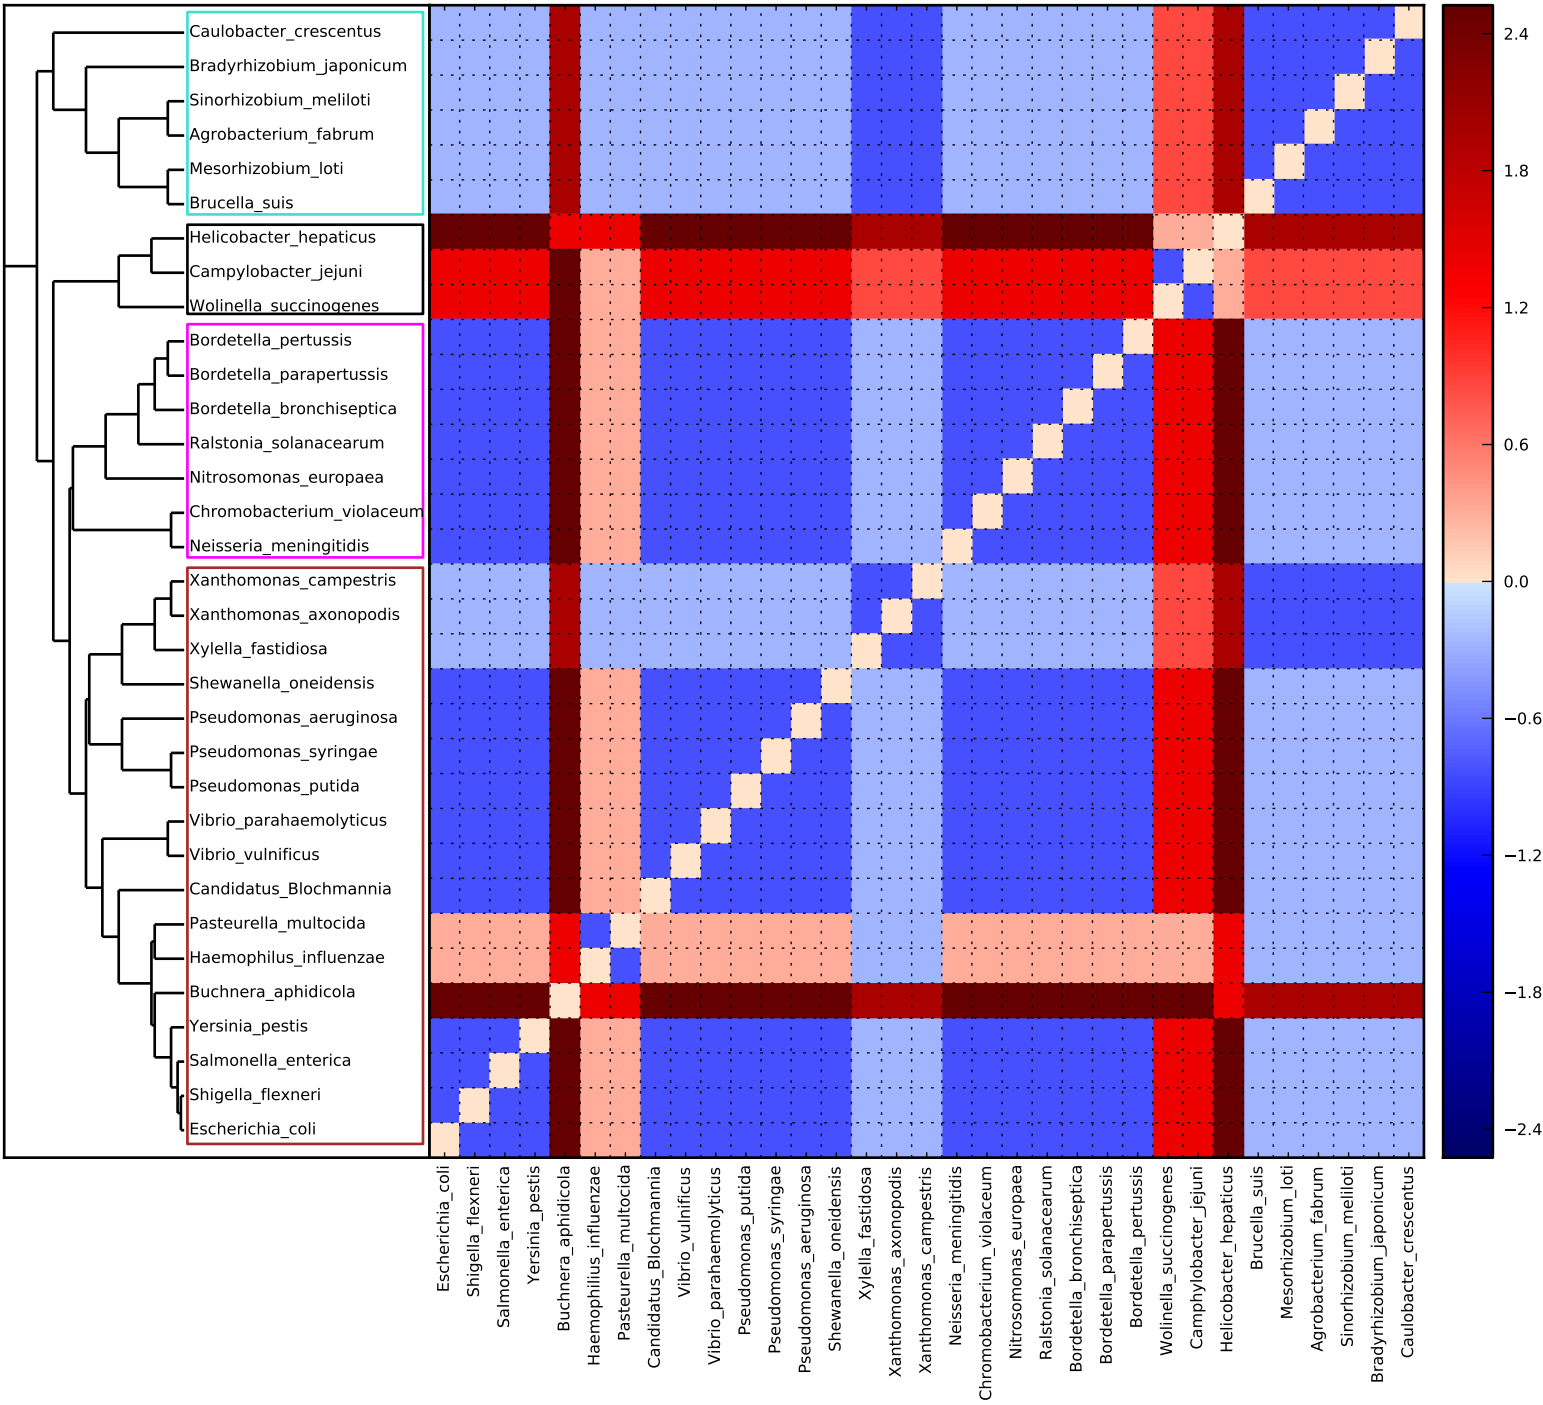 Caulobacter_crescentus
Bradyrhizobium_japonicum
Sinorhizobium_meliloti
Agrobacterium_fabrum
Mesorhizobium_loti
Brucella_suis
Helicobacter_hepaticus
Campylobacter_jejuni
Wolinella_succinogenes
Bordetella_pertussis
Bordetella_parapertussis
Bordetella_bronchiseptica
Ralstonia_solanacearum
Nitrosomonas_europaea
Chromobacterium_violaceum
Neisseria_meningitidis
Xanthomonas_campestris
Xanthomonas_axonopodis
Xylella_fastidiosa
Shewanella_oneidensis
Pseudomonas_aeruginosa
Pseudomonas_syringae
Pseudomonas_putida
Vibrio_parahaemolyticus
Vibrio_vulnificus
Candidatus_Blochmannia
Pasteurella_multocida
Haemophilus_influenzae
Buchnera_aphidicola
Yersinia_pestis
Salmonella_enterica
Shigella_flexneri
Escherichia_coli
2.4
1.8
1.2
0.6
0.0
−0.6
−1.2
−1.8
−2.4
Escherichia_coli
Shigella_flexneri
Salmonella_enterica
Yersinia_pestis
Buchnera_aphidicola
Haemophilius_influenzae
Pasteurella_multocida
Candidatus_Blochmannia
Vibrio_vulnificus
Vibrio_parahaemolyticus
Pseudomonas_putida
Pseudomonas_syringae
Pseudomonas_aeruginosa
Shewanella_oneidensis
Xylella_fastidosa
Xanthomonas_axonopodis
Xanthomonas_campestris
Neisseria_meningitidis
Chromobacterium_violaceum
Nitrosomonas_europaea
Ralstonia_solanacearum
Bordetella_bronchiseptica
Bordetella_parapertussis
Bordetella_pertussis
Wolinella_succinogenes
Camphylobacter_jejuni
Helicobacter_hepaticus
Brucella_suis
Mesorhizobium_loti
Agrobacterium_fabrum
Sinorhizobium_meliloti
Bradyrhizobium_japonicum
Caulobacter_crescentus